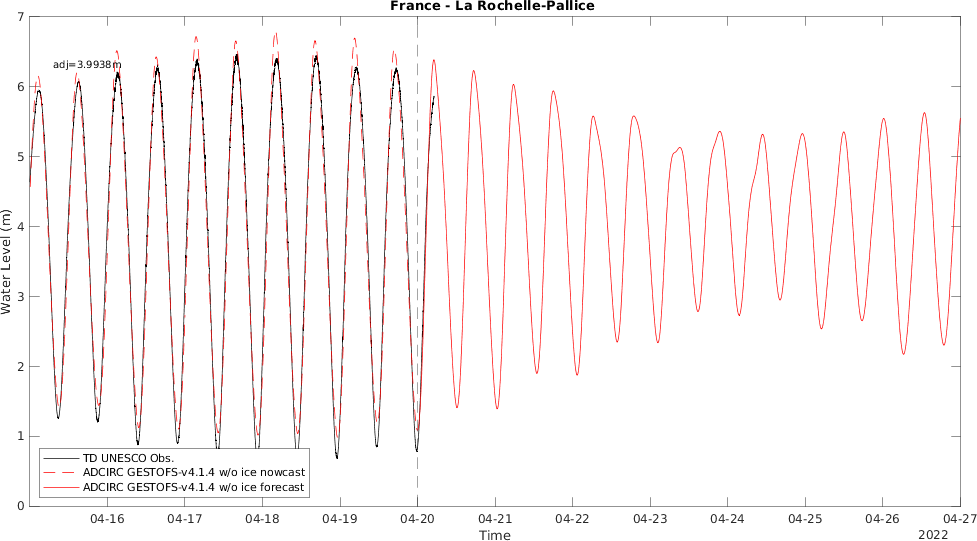 France - La Rochelle-Pallice
7
adj=3.9938m
6
5
4
3
2
1
0
Water Level (m)
TD UNESCO Obs.
ADCIRC GESTOFS-v4.1.4 w/o ice nowcast
ADCIRC GESTOFS-v4.1.4 w/o ice forecast
04-16 04-17 04-18 04-19 04-20 04-21 04-22 04-23 04-24 04-25 04-26 04-27
Time
2022